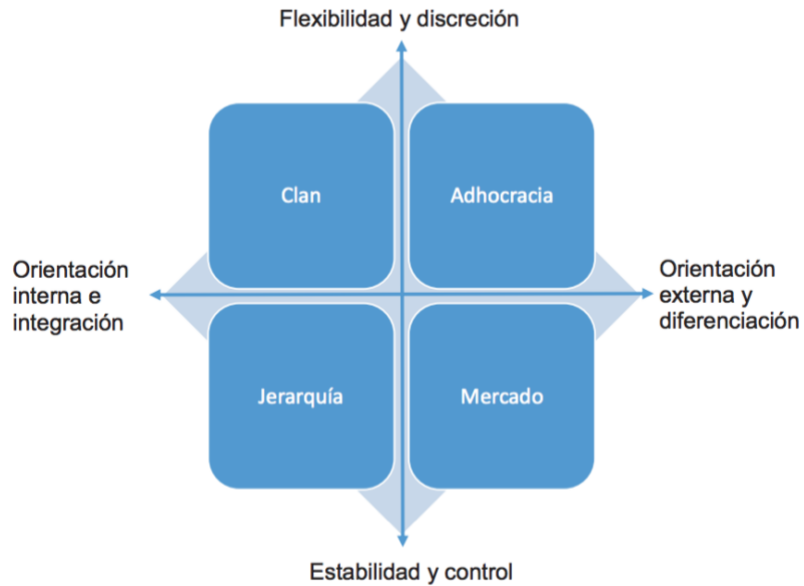 Flexibilidad y discreción
Clan
Adhocracia
Orientación
interna e
integración
Orientación
externa y
diferenciación
Jerarquía
Mercado
Estabilidad y control